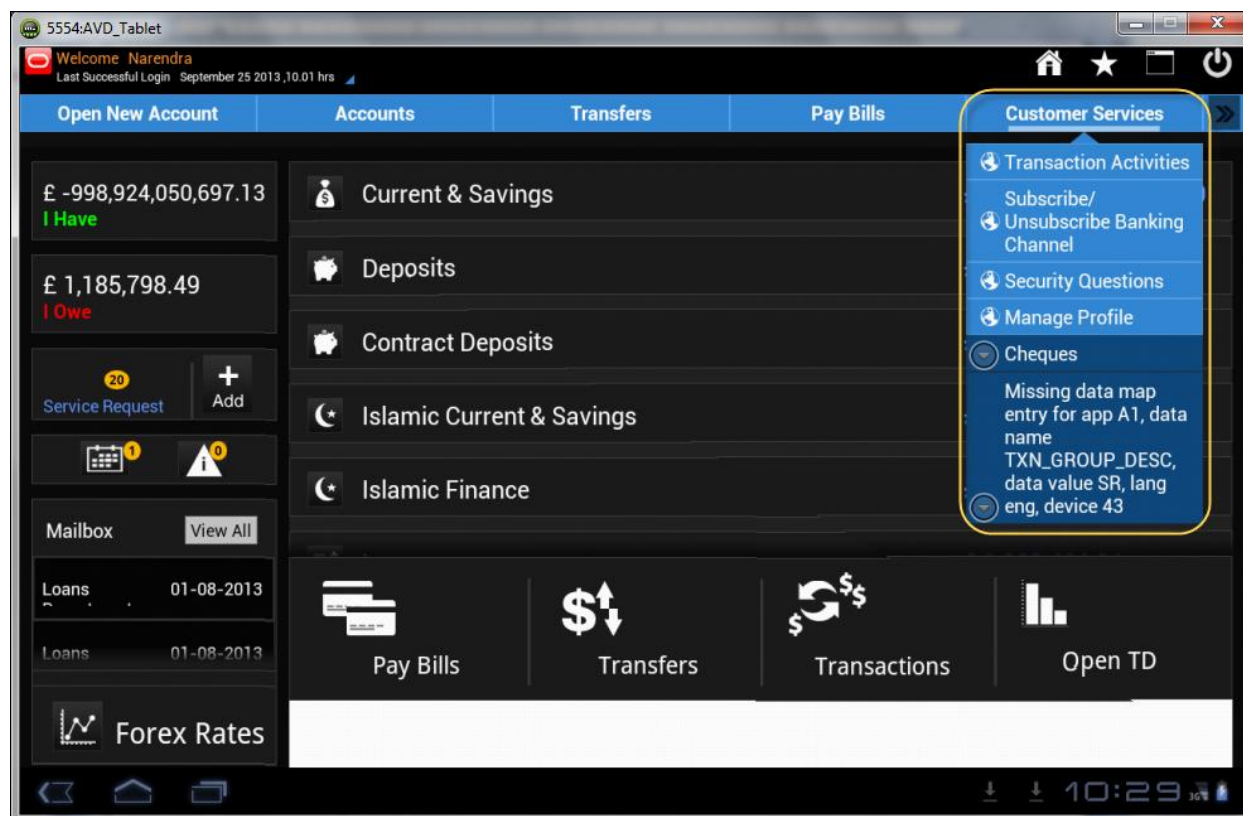 5554:AVD_Tablet
Welcome Narendra
Last Successful Login September 25 2013 ,10.01 hrs
Open New Account
Accounts
Transfers
Pay Bills
Customer Services
£ -998,924,050,697.13
I Have
£ 1,185,798.49
I Owe
20
Service Request
Add
1
0
Mailbox
View All
Loans 01-08-2013
Loans 01-08-2013
Forex Rates
Current & Savings
Deposits
Contract Deposits
Islamic Current & Savings
Islamic Finance
Transaction Activities
Subscribe/
Unsubscribe Banking
Channel
Security Questions
Manage Profile
Cheques
Missing data map
entry for app A1, data
name
TXN_GROUP_DESC,
data value SR, lang
eng, device 43
Pay Bills
Transfers
Transactions
Open TD
10:29
3G